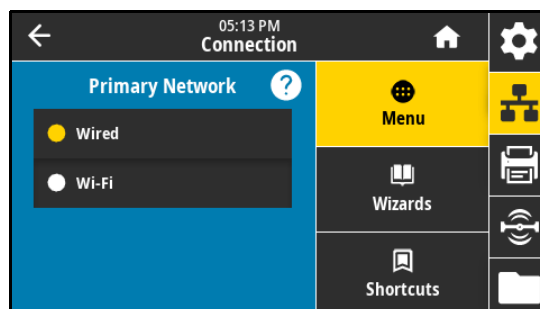 05:13 PM
Connection
Primary Network ?
Wired
Wi-Fi
Menu
Wizards
Shortcuts